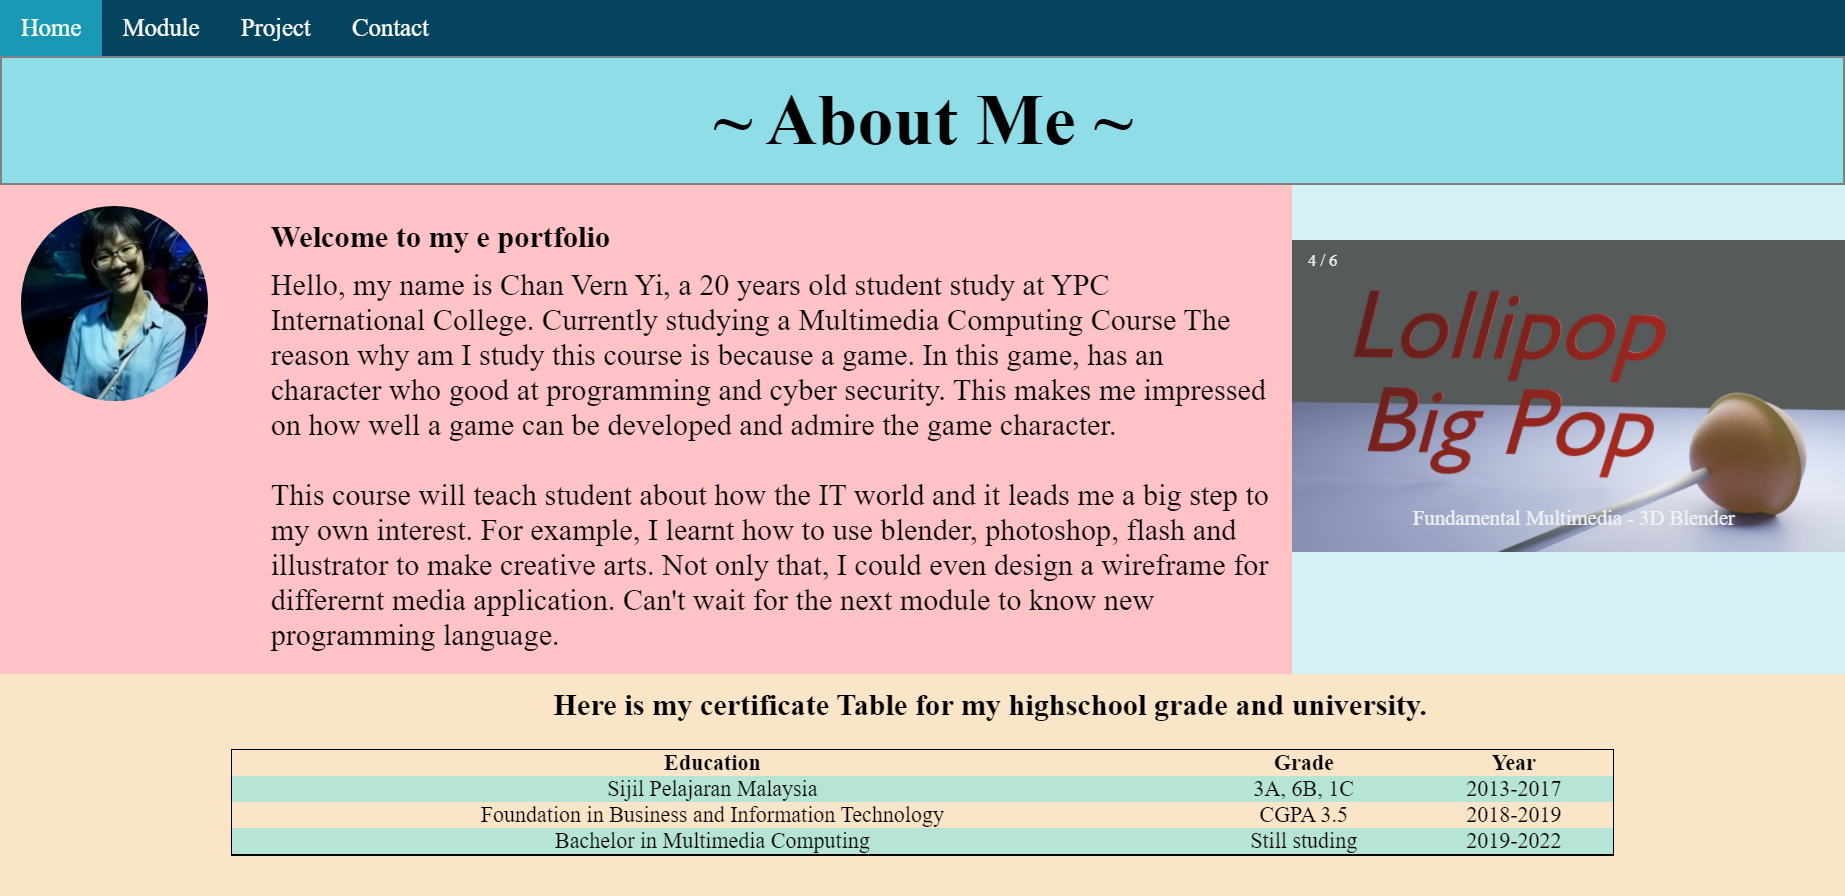 Home Module Project Contact
~ About Me ~
Welcome to my e portfolio
Hello, my name is Chan Vern Yi, a 20 years old student study at YPC
International College. Currently studying a Multimedia Computing Course The
reason why am I study this course is because a game. In this game, has an
character who good at programming and cyber security. This makes me impressed
on how well a game can be developed and admire the game character.
This course will teach student about how the IT world and it leads me a big step to
my own interest. For example, I learnt how to use blender, photoshop, flash and
illustrator to make creative arts. Not only that, I could even design a wireframe for
differernt media application. Can't wait for the next module to know new
programming language.
4 / 6
Lollipop
Big Pop
Fundamental Multimedia - 3D Blender
Here is my certificate Table for my highschool grade and university.
Education Grade Year
Sijil Pelajaran Malaysia 3A, 6B, 1C 2013-2017
Foundation in Business and Information Technology CGPA 3.5 2018-2019
Bachelor in Multimedia Computing Still studing 2019-2022